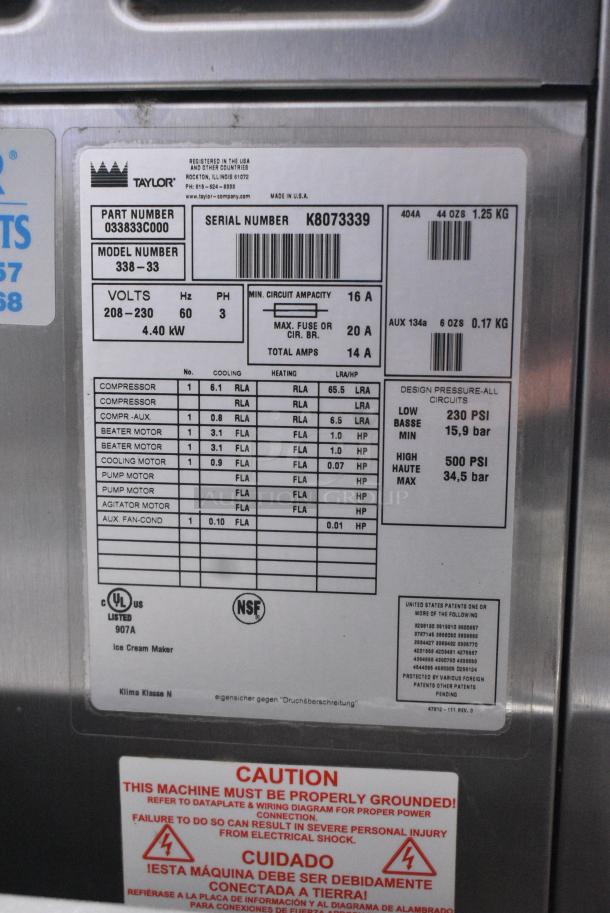 R®
TS
57
68
TAYLOR®
REGISTERED IN THE USA
AND OTHER COUNTRIES
ROCKTON, ILLINOIS 61072
PH: 815-624-8333
www.taylor-company.com MADE IN U.S.A.
PART NUMBER
033833C000
MODEL NUMBER
338-33
SERIAL NUMBER K8073339
404A 44 OZS 1.25 KG
AUX 134a 6 OZS 0.17 KG
VOLTS Hz PH
208-230 60 3
4.40 kW
MIN. CIRCUIT AMPACITY 16 A
MAX. FUSE OR
CIR. BR. 20 A
TOTAL AMPS 14 A
No. COOLING HEATING LRA/HP
COMPRESSOR 1 6.1 RLA RLA 65.5 LRA
COMPRESSOR RLA RLA LRA
COMPR.-AUX. 1 0.8 RLA RLA 6.5 LRA
BEATER MOTOR 1 3.1 FLA FLA 1.0 HP
BEATER MOTOR 1 3.1 FLA FLA 1.0 HP
COOLING MOTOR 1 0.9 FLA FLA 0.07 HP
PUMP MOTOR FLA FLA HP
PUMP MOTOR FLA FLA HP
AGITATOR MOTOR FLA FLA HP
AUX. FAN-COND 1 0.10 FLA 0.01 HP
DESIGN PRESSURE-ALL
CIRCUITS
LOW
BASSE
MIN
230 PSI
15,9 bar
HIGH
HAUTE
MAX
500 PSI
34,5 bar
AUCTION GROUP
C UL US
LISTED
907A
NSF®
Ice Cream Maker
Klima Klasse N
eigensicher gegen "Druckßberschreitung"
UNITED STATES PATENTS ONE OR
MORE OF THE FOLLOWING
PROTECTED BY VARIOUS FOREIGN
PATENTS OTHER PATENTS
PENDING
CAUTION
THIS MACHINE MUST BE PROPERLY GROUNDED!
REFER TO DATAPLATE & WIRING DIAGRAM FOR PROPER POWER
CONNECTION.
FAILURE TO DO SO CAN RESULT IN SEVERE PERSONAL INJURY
FROM ELECTRICAL SHOCK.
CUIDADO
!ESTA MÁQUINA DEBE SER DEBIDAMENTE
CONECTADA A TIERRA!
REFIÉRASE A LA PLACA DE INFORMACIÓN Y AL DIAGRAMA DE ALAMBRADO
PARA CONEXIONES DE FUERZA